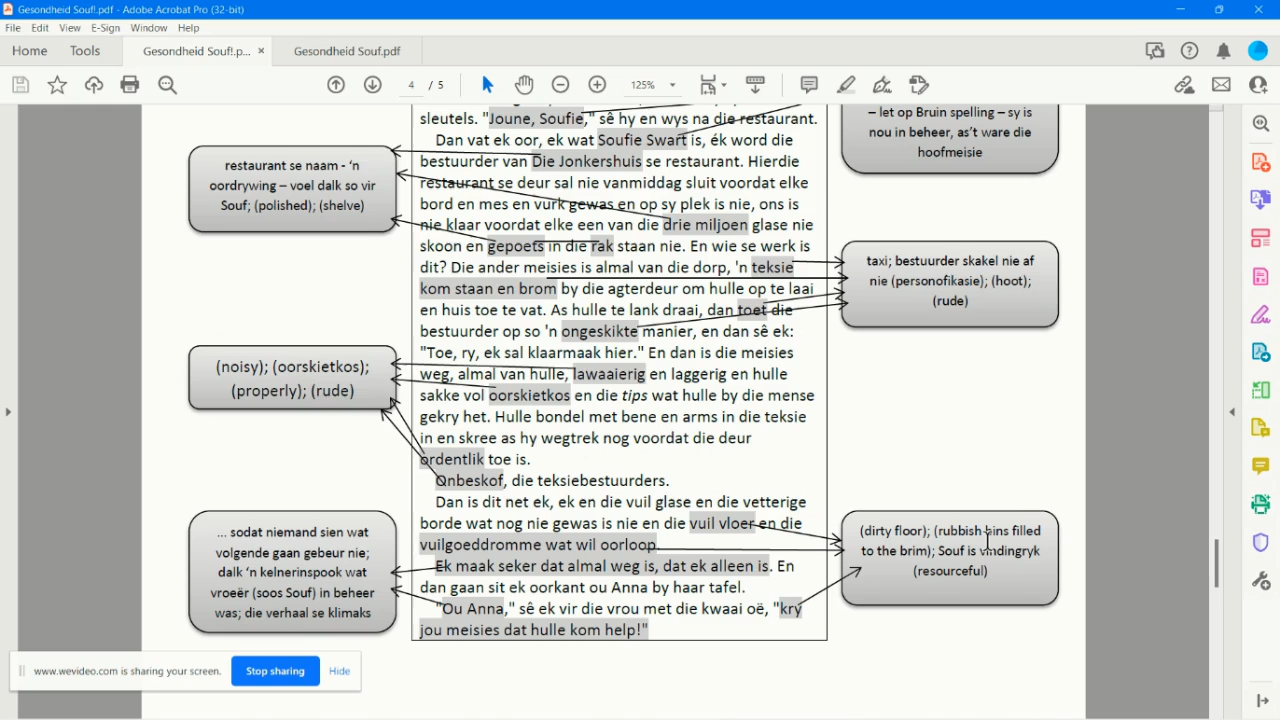 Gesondheid Souf!.pdf - Adobe Acrobat Pro (32-bit)
File Edit View E-Sign Window Help
Home Tools Gesondheid Souf!.p... × Gesondheid Souf.pdf
4 / 5 125%
sleutels. "Joune, Soufie," sê hy en wys na die restaurant.
Dan vat ek oor, ek wat Soufie Swart is, ék word die
bestuurder van Die Jonkershuis se restaurant. Hierdie
restaurant se deur sal nie vanmiddag sluit voordat elke
bord en mes en vurk gewas en op sy plek is nie, ons is
nie klaar voordat elke een van die drie miljoen glase nie
skoon en gepoets in die rak staan nie. En wie se werk is
dit? Die ander meisies is almal van die dorp, 'n teksie
kom staan en brom by die agterdeur om hulle op te laai
en huis toe te vat. As hulle te lank draai, dan toet die
bestuurder op so 'n ongeskikte manier, en dan sê ek:
"Toe, ry, ek sal klaarmaak hier." En dan is die meisies
weg, almal van hulle, lawaaierig en laggerig en hulle
sakke vol oorskietkos en die tips wat hulle by die mense
gekry het. Hulle bondel met bene en arms in die teksie
in en skree as hy wegtrek nog voordat die deur
ordentlik toe is.
Onbeskof, die teksiebestuurders.
Dan is dit net ek, ek en die vuil glase en die vetterige
borde wat nog nie gewas is nie en die vuil vloer en die
vuilgoeddromme wat wil oorloop.
Ek maak seker dat almal weg is, dat ek alleen is. En
dan gaan sit ek oorkant ou Anna by haar tafel.
"Ou Anna," sê ek vir die vrou met die kwaai oë, "kry
jou meisies dat hulle kom help!"
restaurant se naam - 'n
oordrywing – voel dalk so vir
Souf; (polished); (shelve)
(noisy); (oorskietkos);
(properly); (rude)
... sodat niemand sien wat
volgende gaan gebeur nie;
dalk 'n kelnerinspook wat
vroeër (soos Souf) in beheer
was; die verhaal se klimaks
– let op Bruin spelling – sy is
nou in beheer, as't ware die
hoofmeisie
taxi; bestuurder skakel nie af
nie (personofikasie); (hoot);
(rude)
(dirty floor); (rubbish bins filled
to the brim); Souf is vindingryk
(resourceful)
www.wevideo.com is sharing your screen. Stop sharing Hide